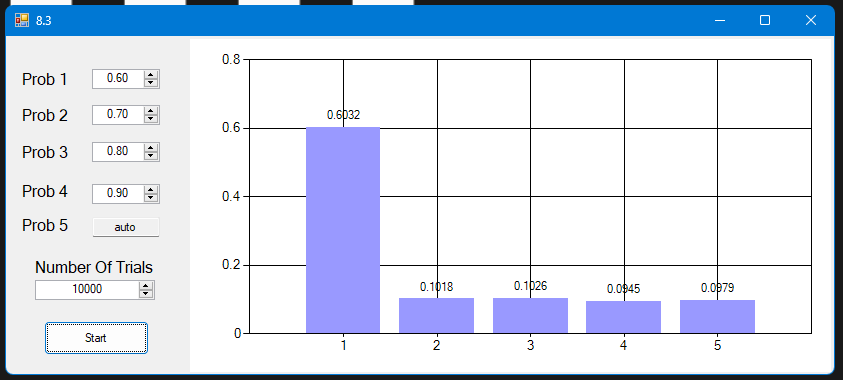 8.3
Prob 1 0.60
Prob 2 0.70
Prob 3 0.80
Prob 4 0.90
Prob 5 auto
Number Of Trials
10000
Start
0.8
0.6
0.4
0.2
0
0.6032
0.1018
0.1026
0.0945
0.0979
1 2 3 4 5